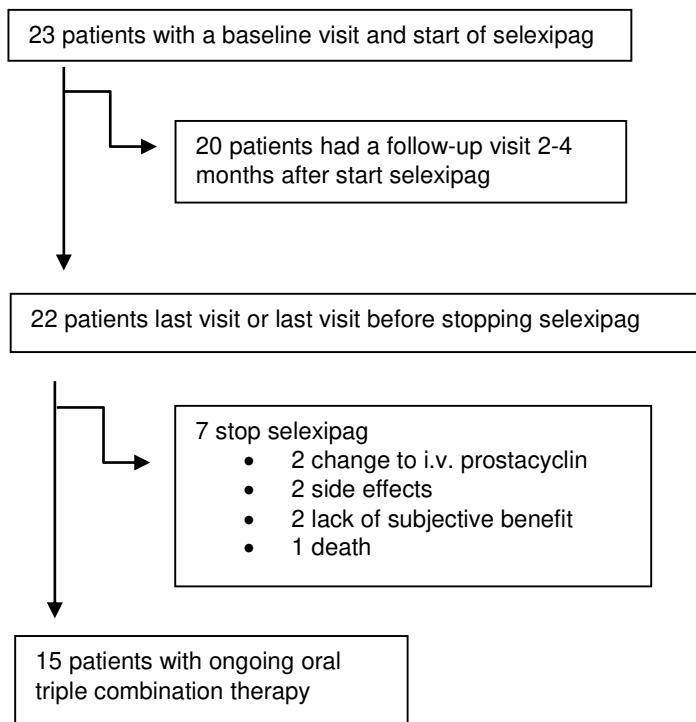 23 patients with a baseline visit and start of selexipag
20 patients had a follow-up visit 2-4
months after start selexipag
22 patients last visit or last visit before stopping selexipag
7 stop selexipag
• 2 change to i.v. prostacyclin
• 2 side effects
• 2 lack of subjective benefit
• 1 death
15 patients with ongoing oral
triple combination therapy